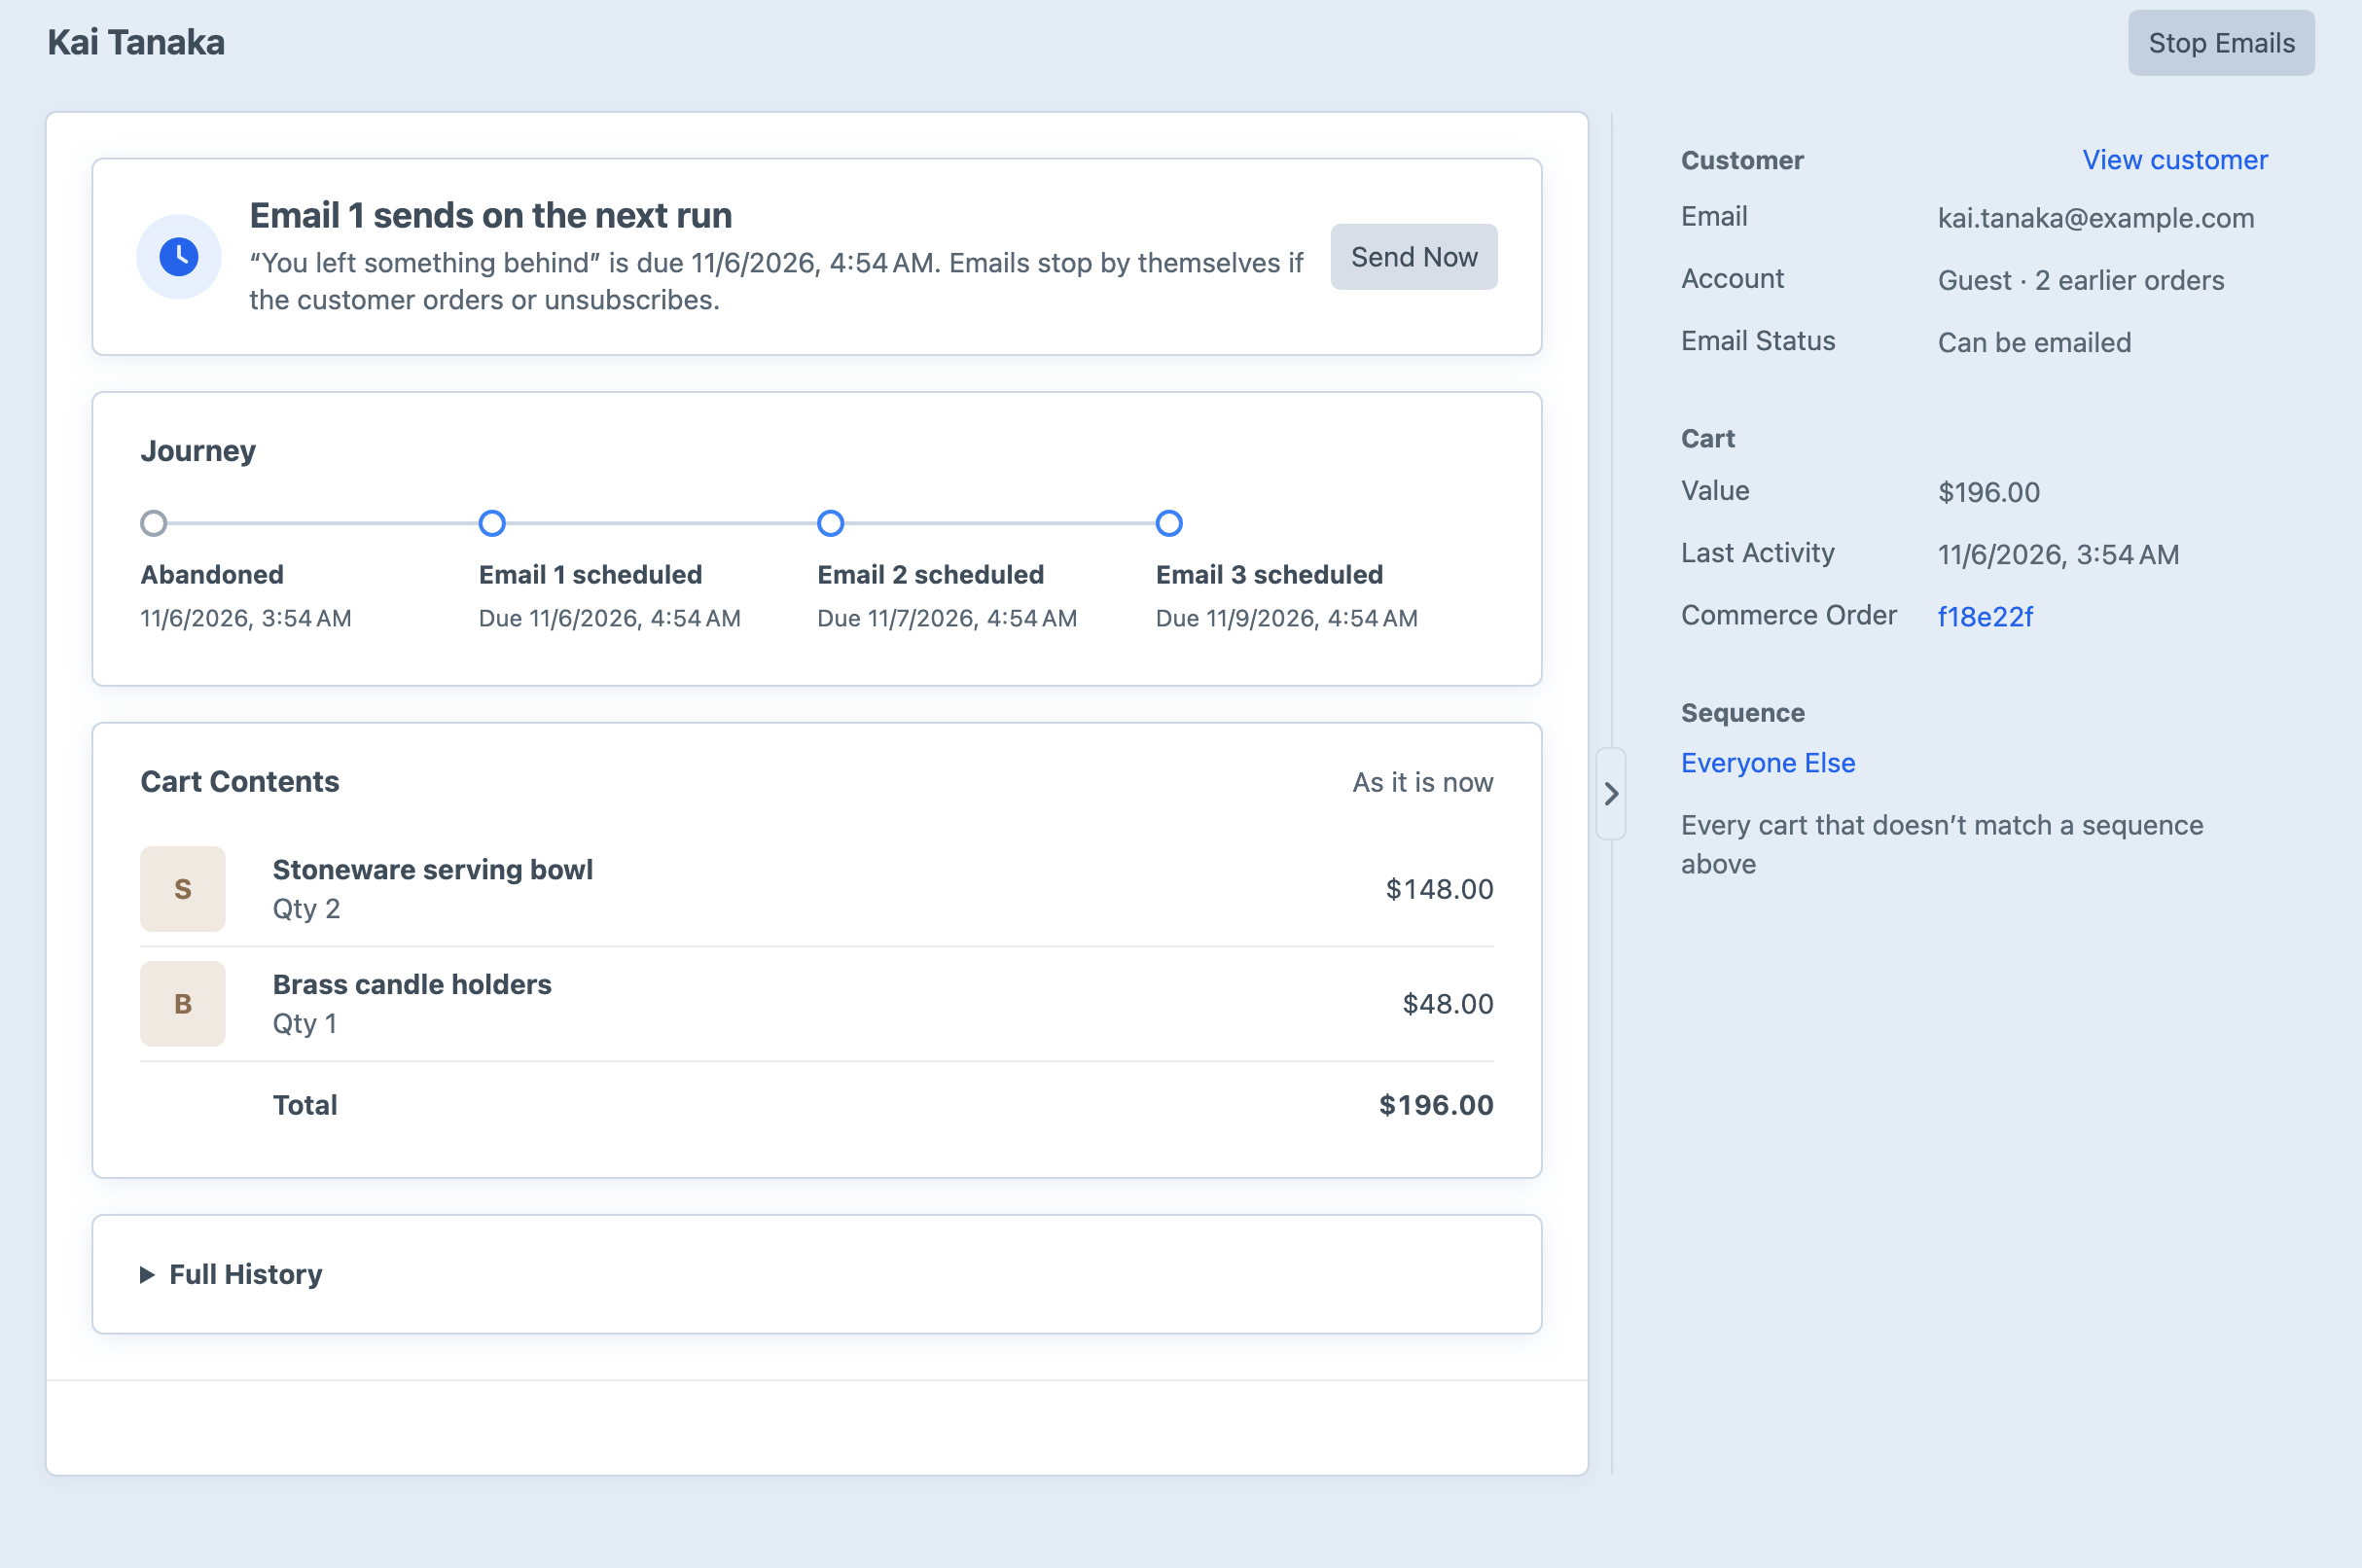 Kai Tanaka
Stop Emails
Email 1 sends on the next run
“You left something behind” is due 11/6/2026, 4:54 AM. Emails stop by themselves if
the customer orders or unsubscribes.
Send Now
Journey
Abandoned
11/6/2026, 3:54 AM
Email 1 scheduled
Due 11/6/2026, 4:54 AM
Email 2 scheduled
Due 11/7/2026, 4:54 AM
Email 3 scheduled
Due 11/9/2026, 4:54 AM
Cart Contents
As it is now
S
Stoneware serving bowl
Qty 2
$148.00
B
Brass candle holders
Qty 1
$48.00
Total
$196.00
Full History
Customer
View customer
Email
kai.tanaka@example.com
Account
Guest · 2 earlier orders
Email Status
Can be emailed
Cart
Value
$196.00
Last Activity
11/6/2026, 3:54 AM
Commerce Order
f18e22f
Sequence
Everyone Else
Every cart that doesn’t match a sequence
above